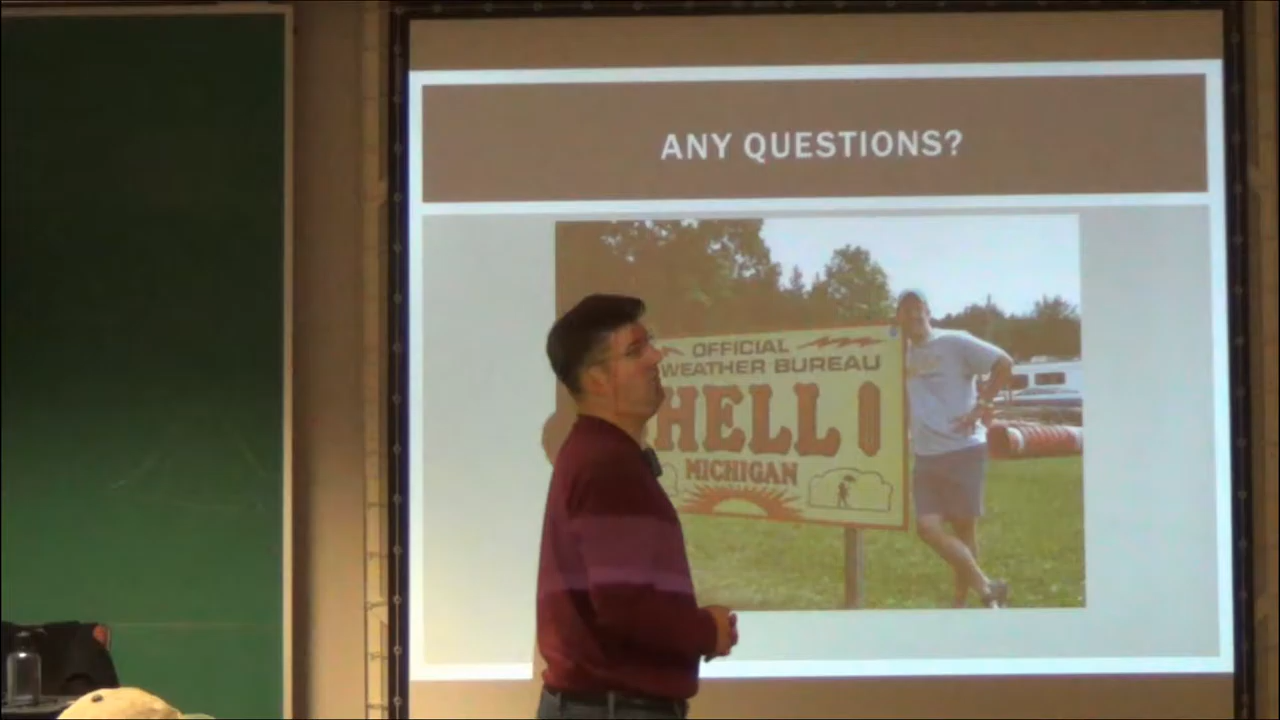 ANY QUESTIONS?
OFFICIAL
WEATHER BUREAU
HELL
MICHIGAN